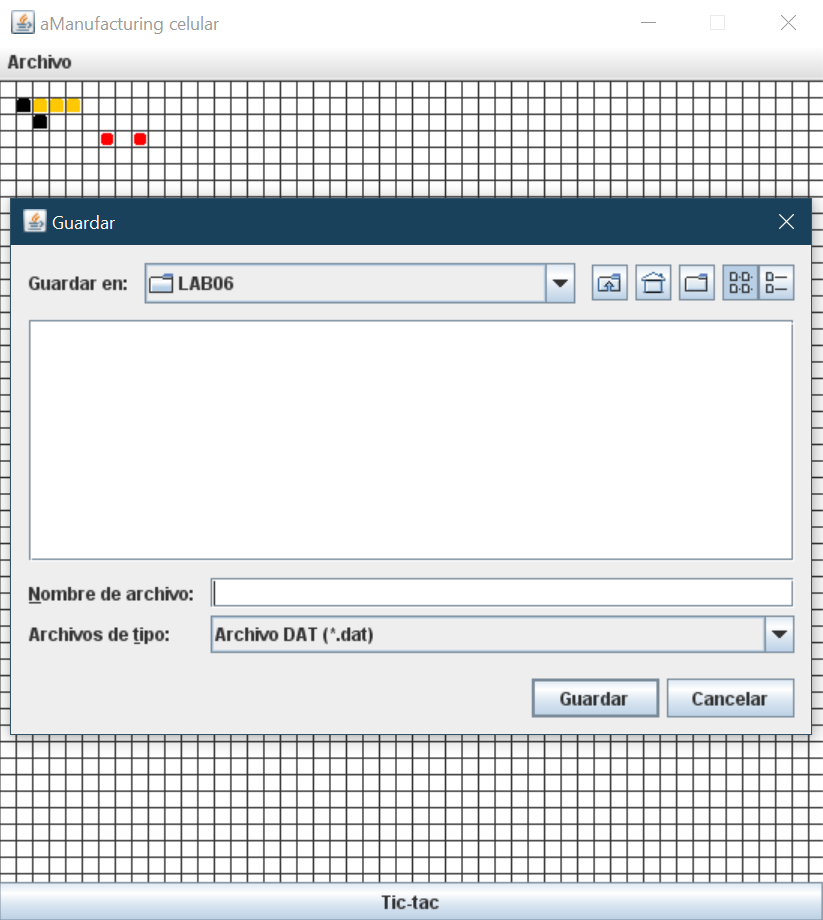 aManufacturing celular
Archivo
Guardar
Guardar en: LAB06
Nombre de archivo:
Archivos de tipo: Archivo DAT (*.dat)
Guardar Cancelar
Tic-tac